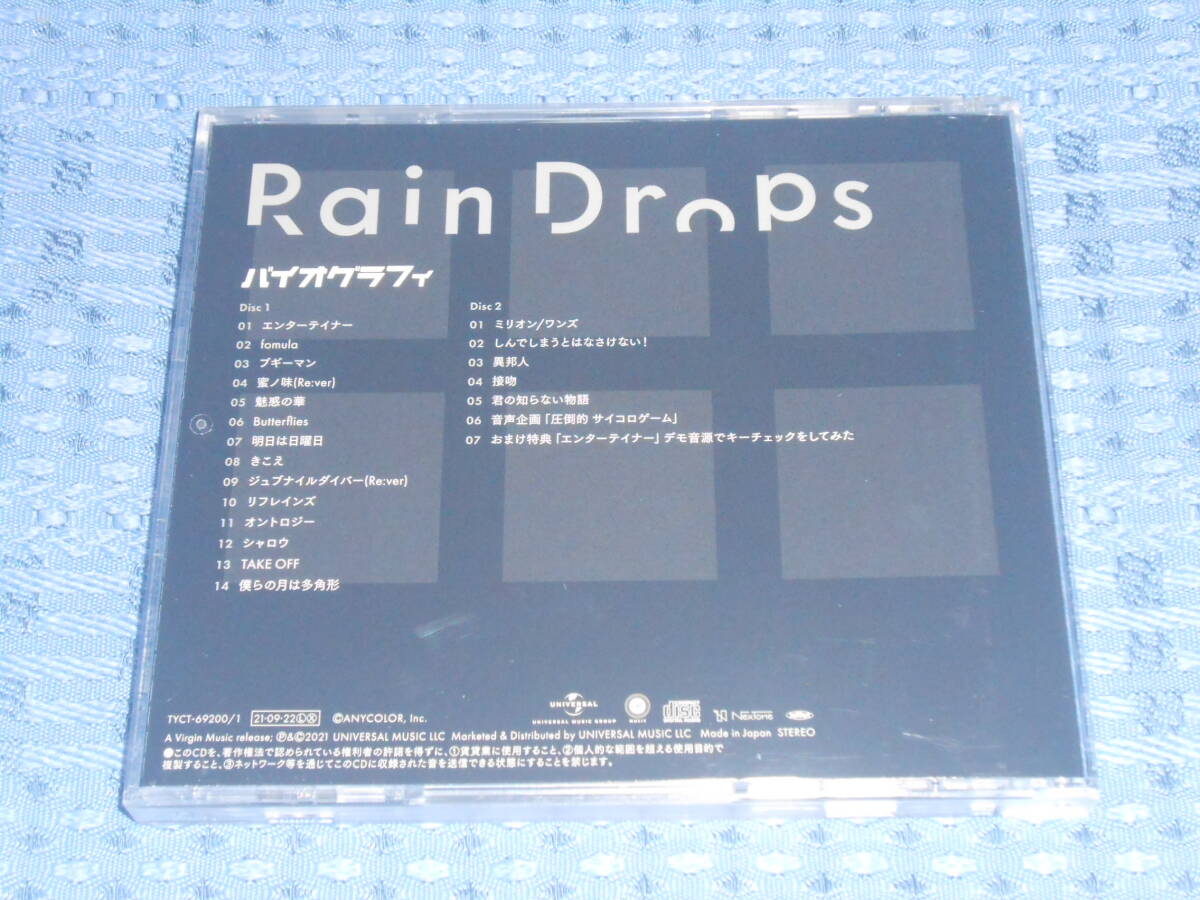 Rain Drops
バイオグラフィ
Disc 1
01 エンターテイナー
02 fomula
03 ブギーマン
04 蜜ノ味(Re:ver)
05 魅惑の華
06 Butterflies
07 明日は日曜日
08 きこえ
09 ジュブナイルダイバー(Re:ver)
10 リフレインズ
11 オントロジー
12 シャロウ
13 TAKE OFF
14 僕らの月は多角形
Disc 2
01 ミリオン/ワンズ
02 しんでしまうとはなさけない!
03 異邦人
04 接吻
05 君の知らない物語
06 音声企画「圧倒的 サイコロゲーム」
07 おまけ特典「エンターテイナー」デモ音源でキーチェックをしてみた
UNIVERSAL
UNIVERSAL MUSIC GROUP
disc
NexTone
TYCT-69200/1 21·09·22ⓁⓍ ©ANYCOLOR, Inc.
A Virgin Music release; ℗&©2021 UNIVERSAL MUSIC LLC Marketed & Distributed by UNIVERSAL MUSIC LLC Made in Japan STEREO
●このCDを、著作権法で認められている権利者の許諾を得ずに、①賃貸業に使用すること、②個人的な範囲を超える使用目的で
複製すること、③ネットワーク等を通じてこのCDに収録された音を送信できる状態にすることを禁じます。